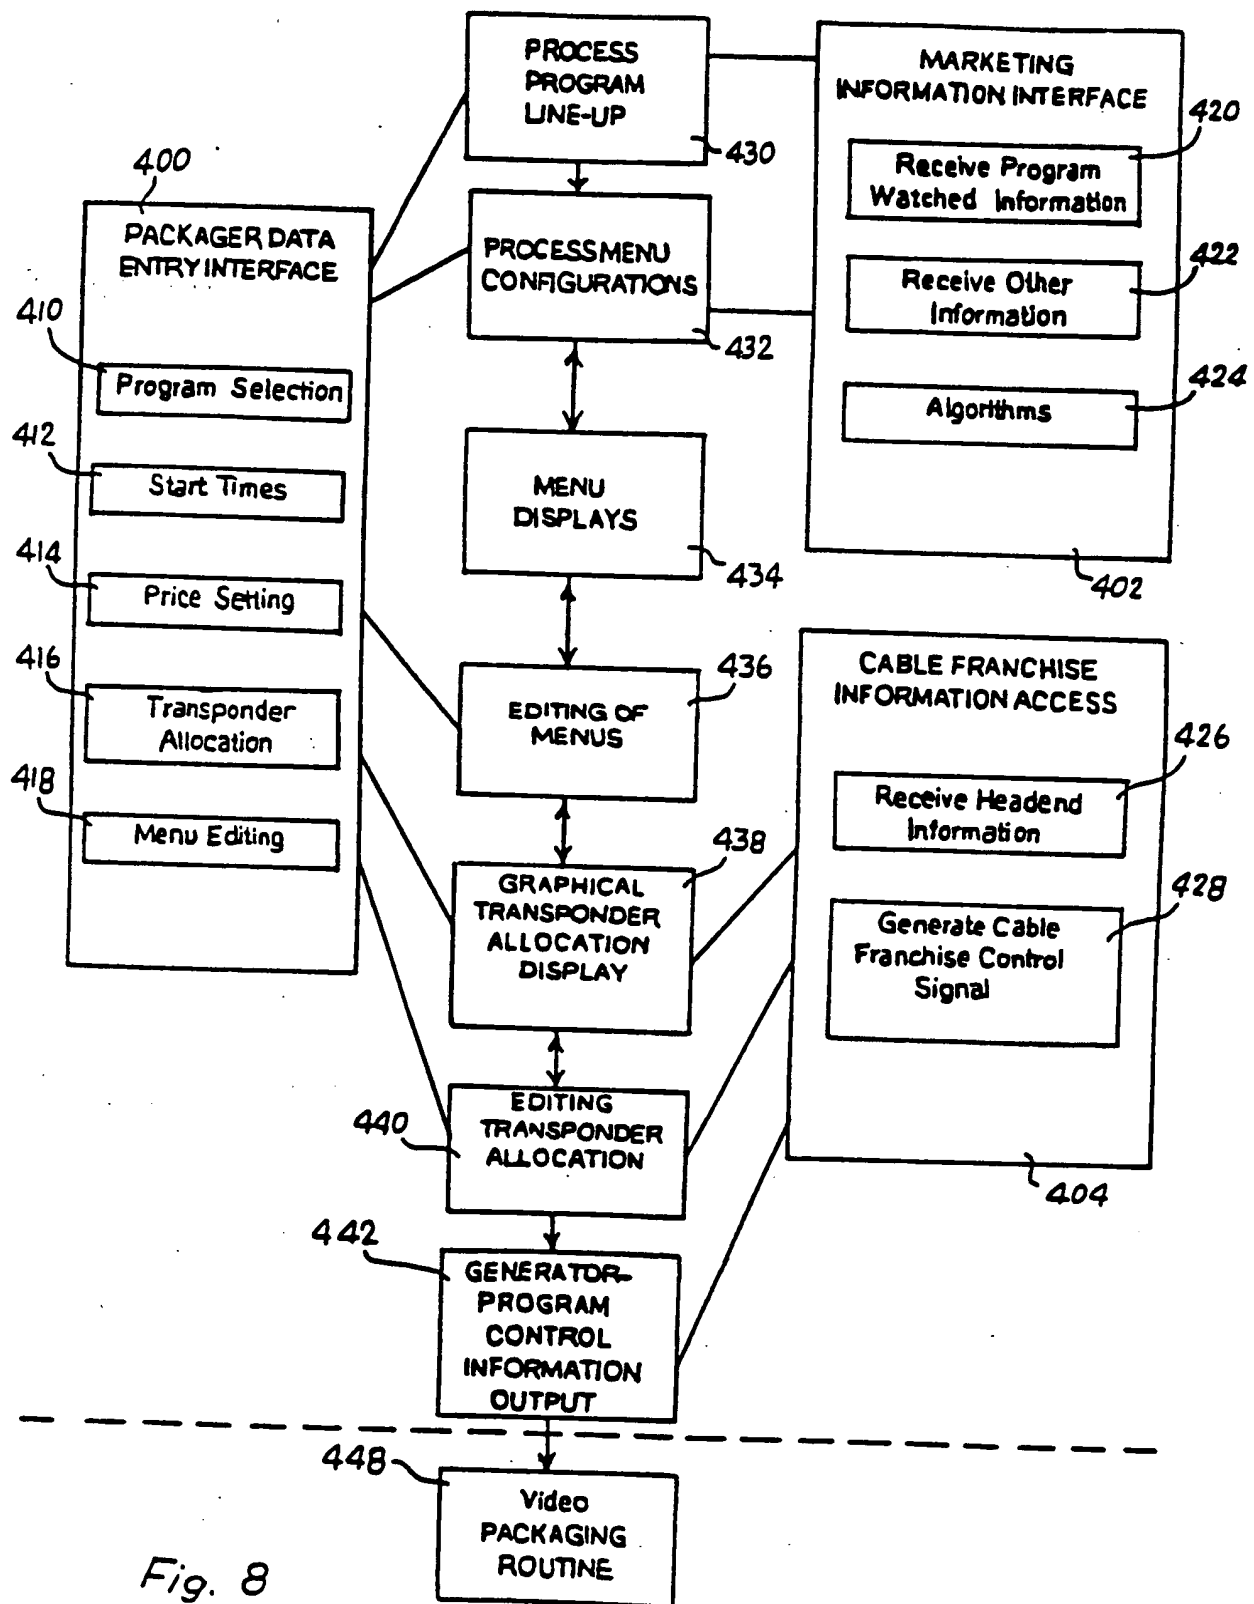 PROCESS
PROGRAM
LINE-UP
430
MARKETING
INFORMATION INTERFACE
420
Receive Program
Watched Information
422
Receive Other
Information
424
Algorithms
402
400
PACKAGER DATA
ENTRY INTERFACE
410
Program Selection
412
Start Times
414
Price Setting
416
Transponder
Allocation
418
Menu Editing
PROCESS MENU
CONFIGURATIONS
432
MENU
DISPLAYS
434
EDITING OF
MENUS
436
CABLE FRANCHISE
INFORMATION ACCESS
426
Receive Headend
Information
428
Generate Cable
Franchise Control
Signal
404
438
GRAPHICAL
TRANSPONDER
ALLOCATION
DISPLAY
440
EDITING
TRANSPONDER
ALLOCATION
442
GENERATOR-
PROGRAM
CONTROL
INFORMATION
OUTPUT
448
Video
PACKAGING
ROUTINE
Fig. 8